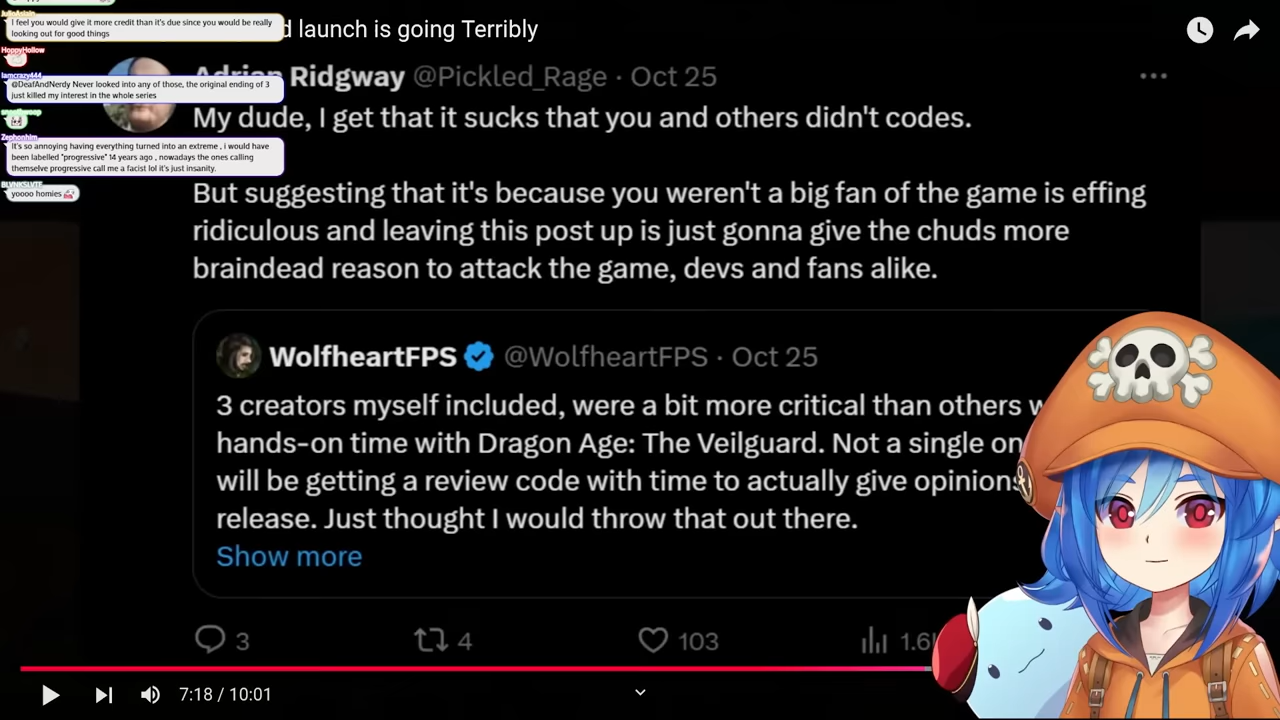 d launch is going Terribly
JulieAslain
I feel you would give it more credit than it's due since you would be really
looking out for good things
HoppyHollow
Iamcrazy444
@DeafAndNerdy Never looked into any of those, the original ending of 3
just killed my interest in the whole series
Zephonhim
It's so annoying having everything turned into an extreme , i would have
been labelled "progressive" 14 years ago , nowadays the ones calling
themselve progressive call me a facist lol it's just insanity.
BLVNKSLVTE
yoooo homies
Adrian Ridgway @Pickled_Rage · Oct 25
My dude, I get that it sucks that you and others didn't codes.
But suggesting that it's because you weren't a big fan of the game is effing
ridiculous and leaving this post up is just gonna give the chuds more
braindead reason to attack the game, devs and fans alike.
WolfheartFPS @WolfheartFPS · Oct 25
3 creators myself included, were a bit more critical than others w
hands-on time with Dragon Age: The Veilguard. Not a single on
will be getting a review code with time to actually give opinions
release. Just thought I would throw that out there.
Show more
3 4 103 1.6
7:18 / 10:01